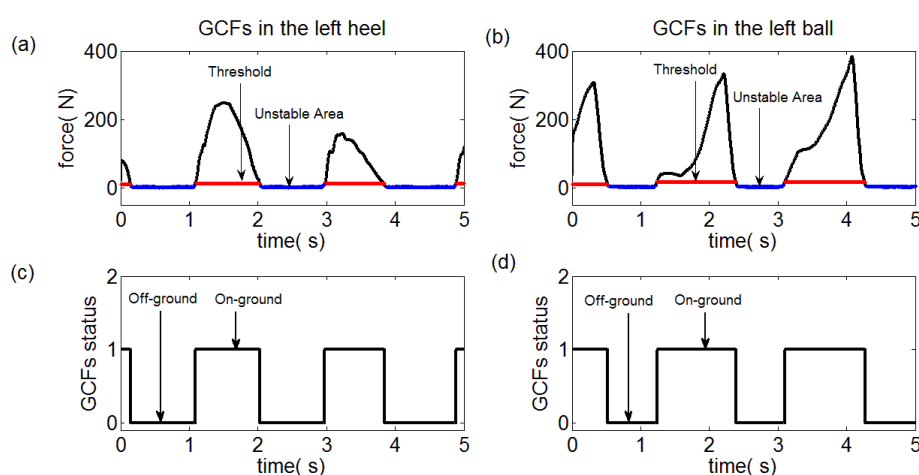 GCFs in the left heel
(a)
400
200
0
force( N)
Threshold
Unstable Area
0 1 2 3 4 5
time( s)
GCFs in the left ball
(b)
400
200
0
force( N)
Threshold
Unstable Area
0 1 2 3 4 5
time( s)
(c)
2
1
0
GCFs status
Off-ground
On-ground
0 1 2 3 4 5
time( s)
(d)
2
1
0
GCFs status
Off-ground
On-ground
0 1 2 3 4 5
time( s)